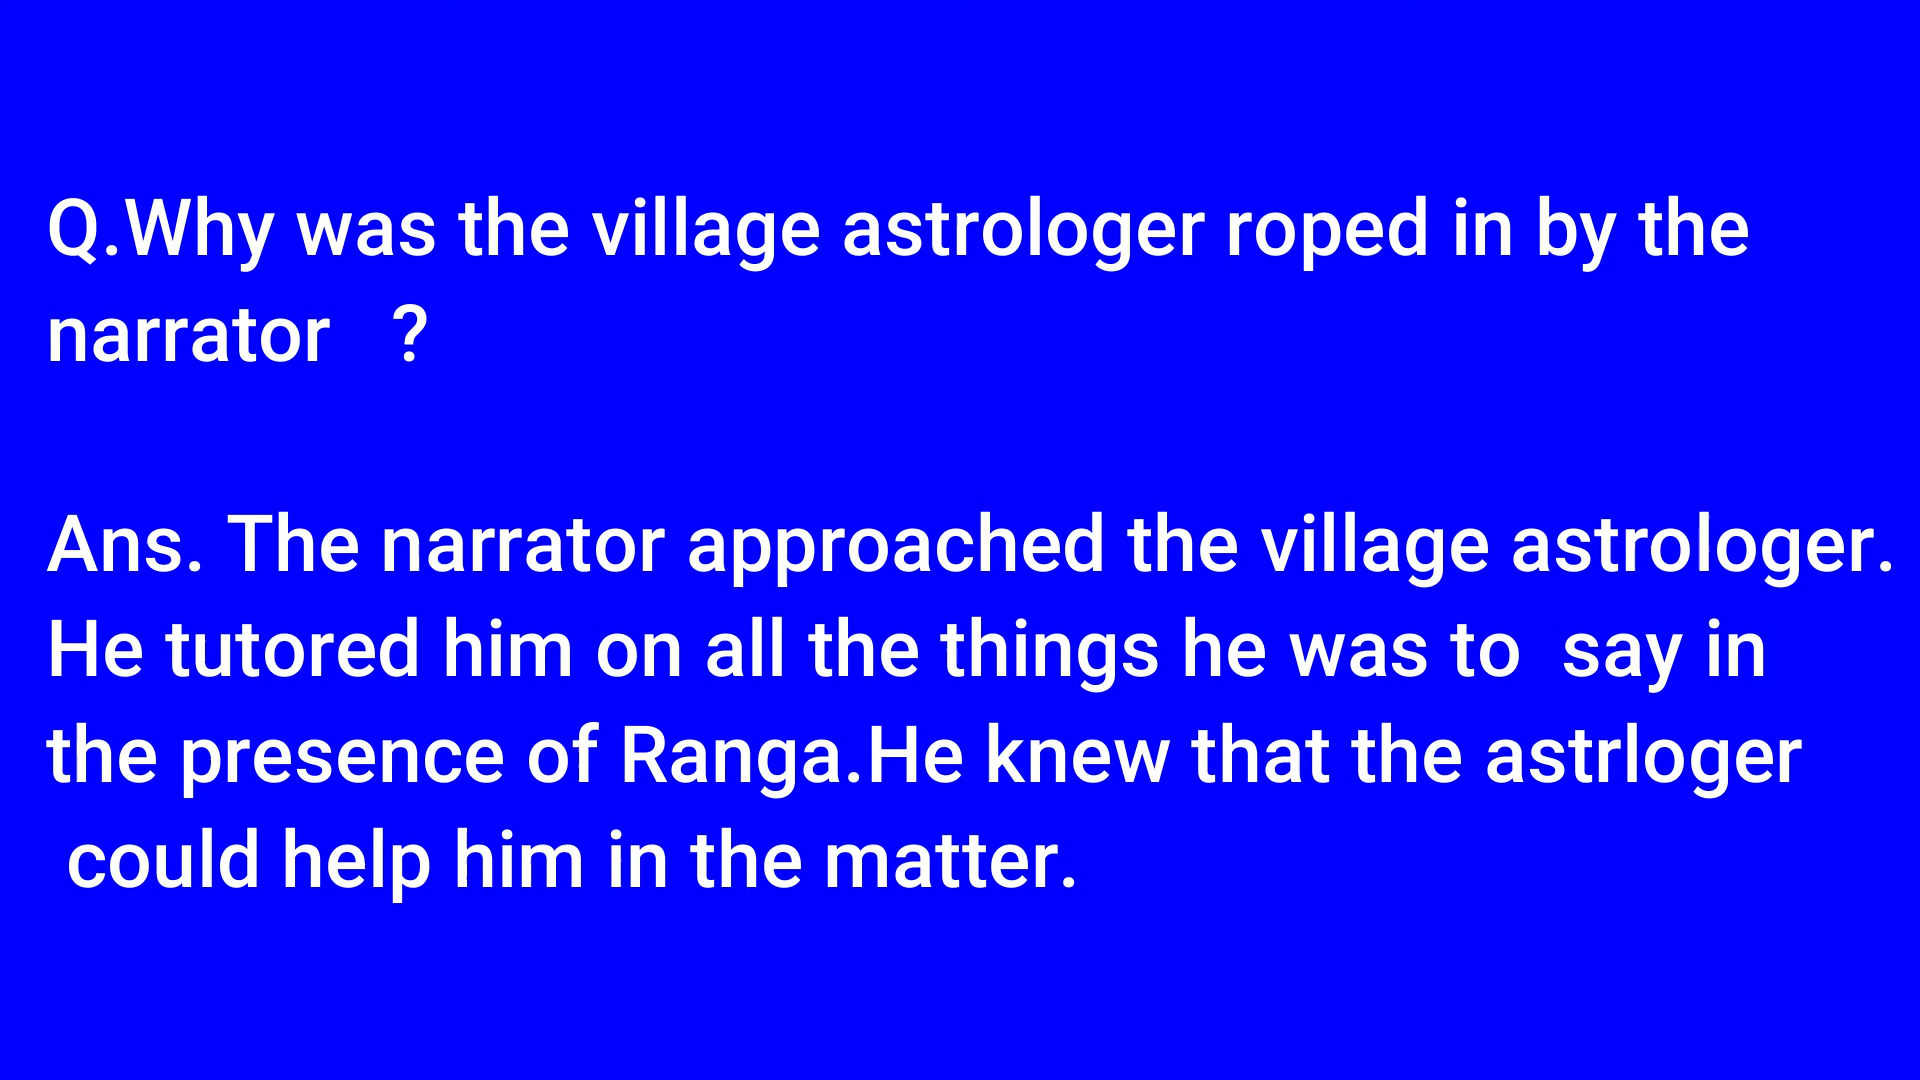 Q.Why was the village astrologer roped in by the
narrator   ?
Ans. The narrator approached the village astrologer.
He tutored him on all the things he was to  say in
the presence of Ranga.He knew that the astrloger
could help him in the matter.